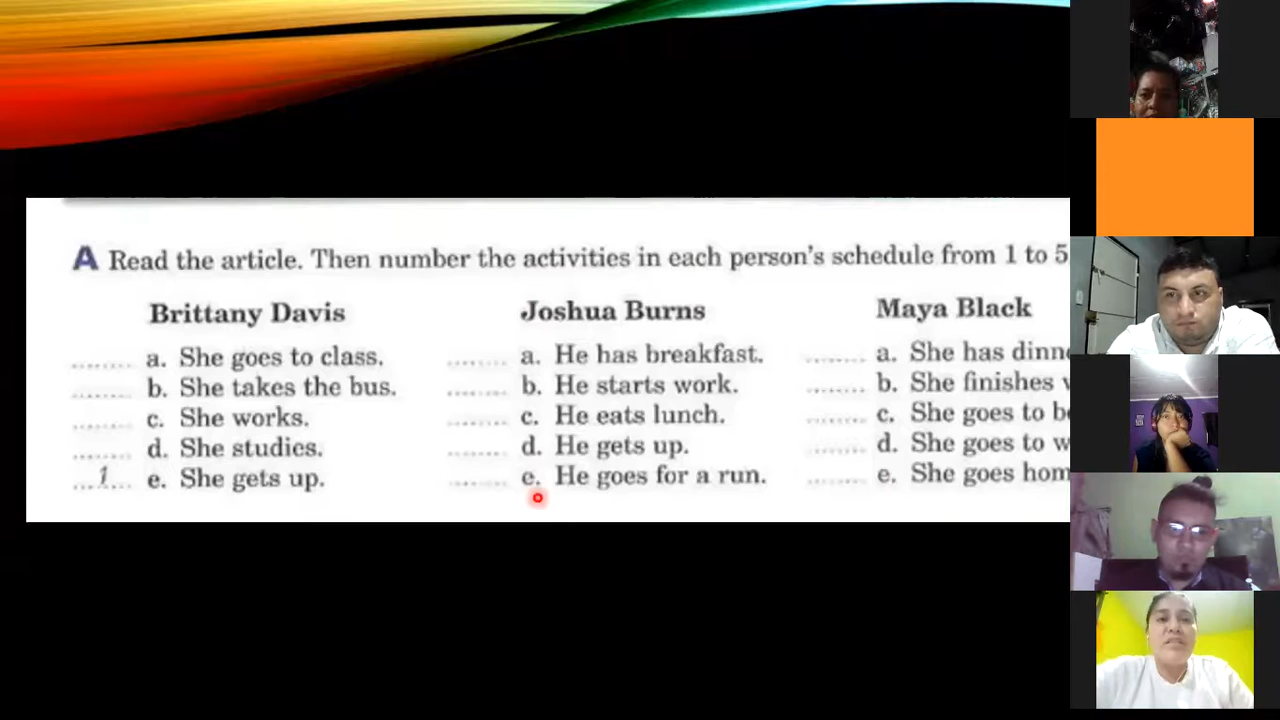 A Read the article. Then number the activities in each person's schedule from 1 to 5
Brittany Davis
a. She goes to class.
b. She takes the bus.
c. She works.
d. She studies.
1 e. She gets up.
Joshua Burns
a. He has breakfast.
b. He starts work.
c. He eats lunch.
d. He gets up.
e. He goes for a run.
Maya Black
a. She has dinn
b. She finishes
c. She goes to b
d. She goes to w
e. She goes hom